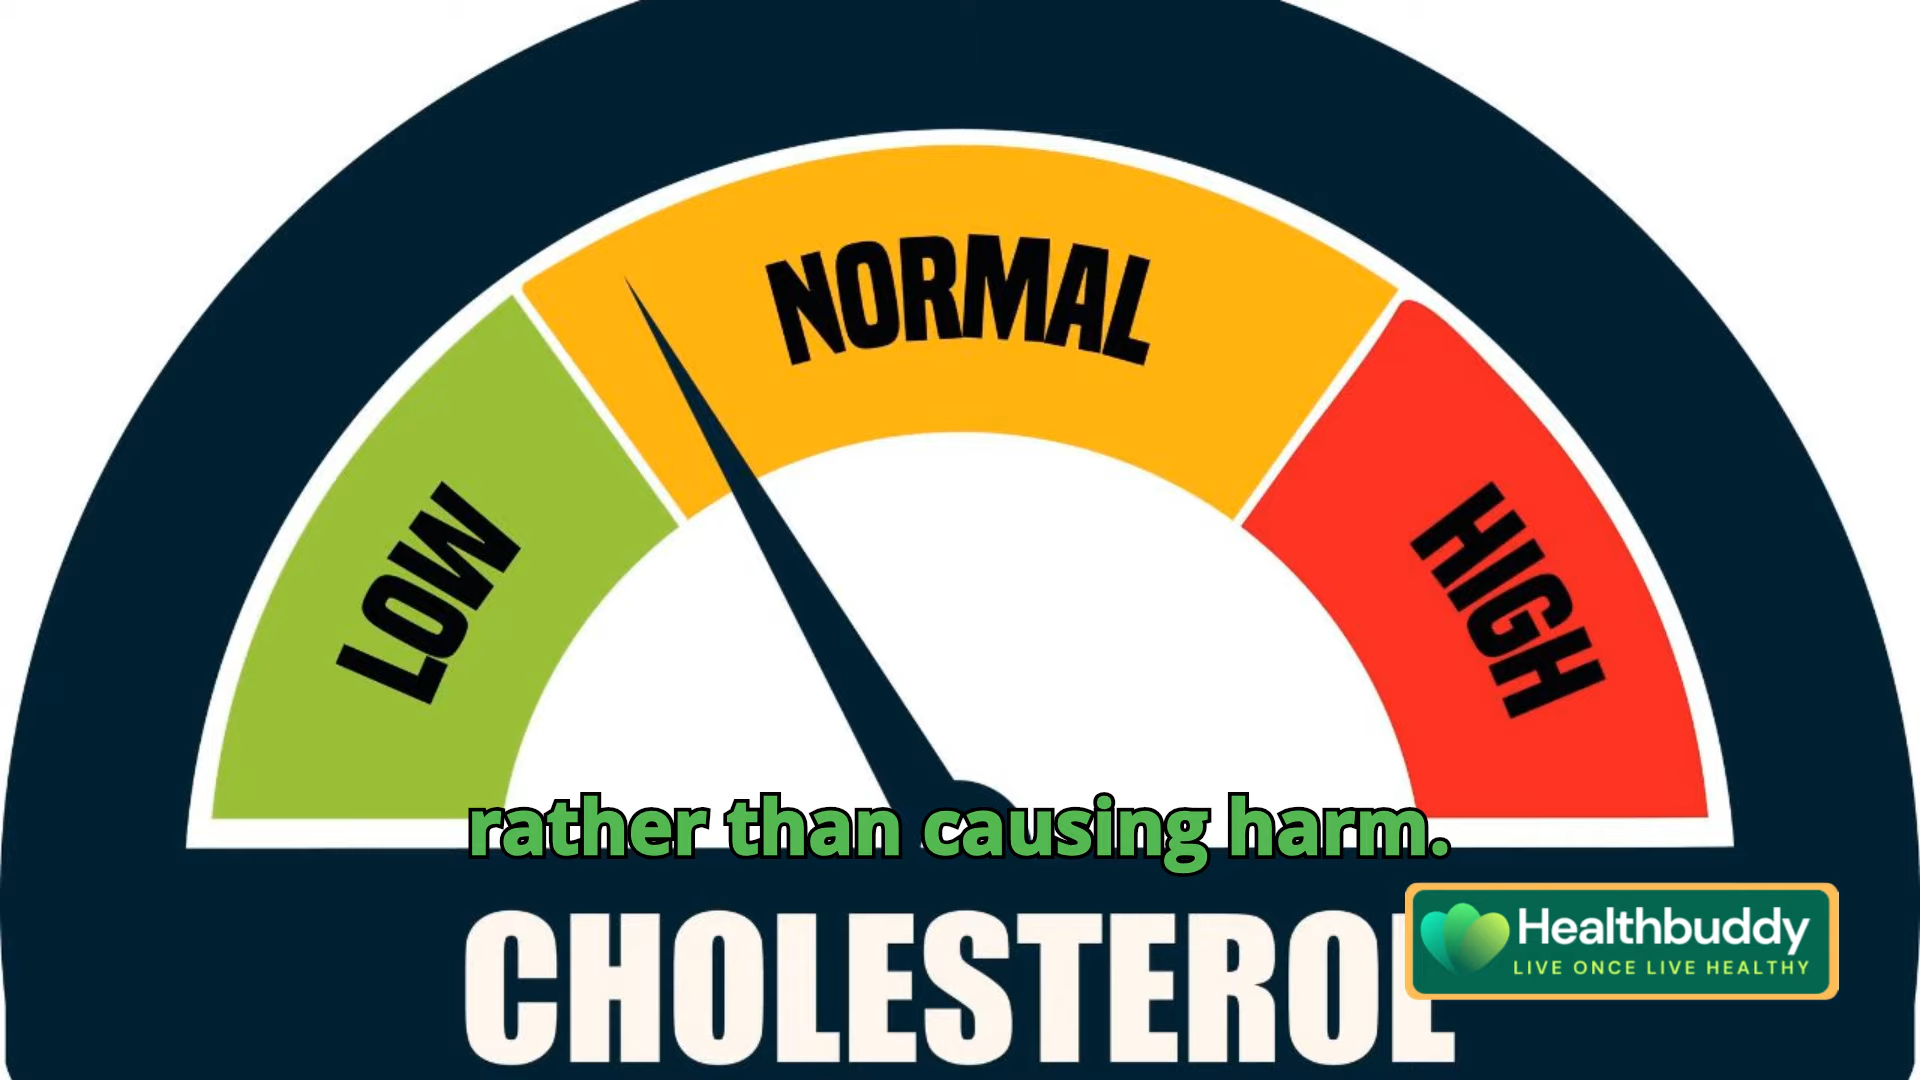 NORMAL
LOW
HIGH
rather than causing harm.
CHOLESTEROL
Healthbuddy
LIVE ONCE LIVE HEALTHY